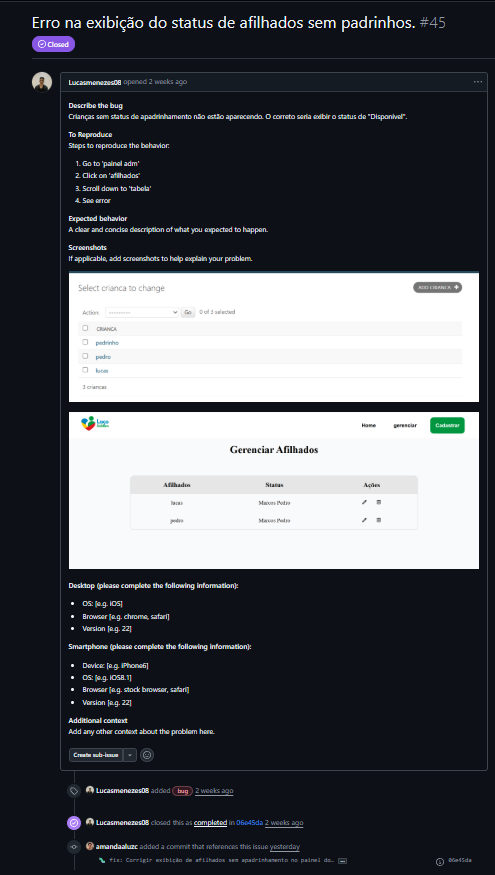 Erro na exibição do status de afilhados sem padrinhos. #45
Closed
Lucasmenezes08 opened 2 weeks ago
Describe the bug
Crianças sem status de apadrinhamento não estão aparecendo. O correto seria exibir o status de "Disponível".
To Reproduce
Steps to reproduce the behavior:
1. Go to 'painel adm'
2. Click on 'afilhados'
3. Scroll down to 'tabela'
4. See error
Expected behavior
A clear and concise description of what you expected to happen.
Screenshots
If applicable, add screenshots to help explain your problem.
Select crianca to change
ADD CRIANCA +
Action: ---------- Go 0 of 3 selected
CRIANCA
padrinho
pedro
lucas
3 criancas
Home gerenciar Cadastrar
Gerenciar Afilhados
Afilhados Status Ações
lucas Marcos Pedro
pedro Marcos Pedro
Desktop (please complete the following information):
• OS: [e.g. iOS]
• Browser [e.g. chrome, safari]
• Version [e.g. 22]
Smartphone (please complete the following information):
• Device: [e.g. iPhone6]
• OS: [e.g. iOS8.1]
• Browser [e.g. stock browser, safari]
• Version [e.g. 22]
Additional context
Add any other context about the problem here.
Create sub-issue
Lucasmenezes08 added bug 2 weeks ago
Lucasmenezes08 closed this as completed in 06e45da 2 weeks ago
amandaaluzc added a commit that references this issue yesterday
fix: Corrigir exibição de afilhados sem apadrinhamento no painel do… 06e45da